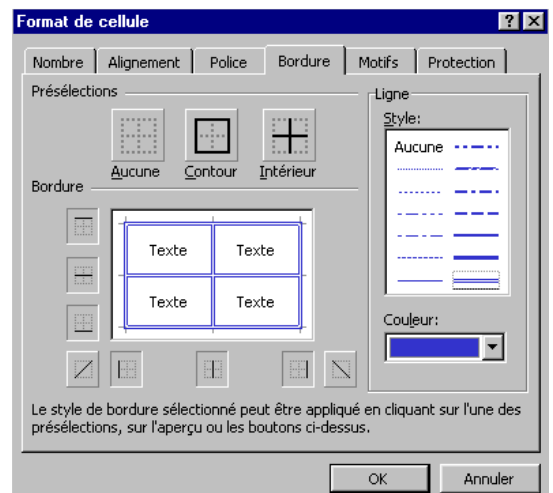 Format de cellule
Nombre Alignement Police Bordure Motifs Protection
Présélections
Aucune Contour Intérieur
Bordure
Texte Texte
Texte Texte
Ligne
Style:
Aucune
Couleur:
Le style de bordure sélectionné peut être appliqué en cliquant sur l'une des
présélections, sur l'aperçu ou les boutons ci-dessus.
OK Annuler